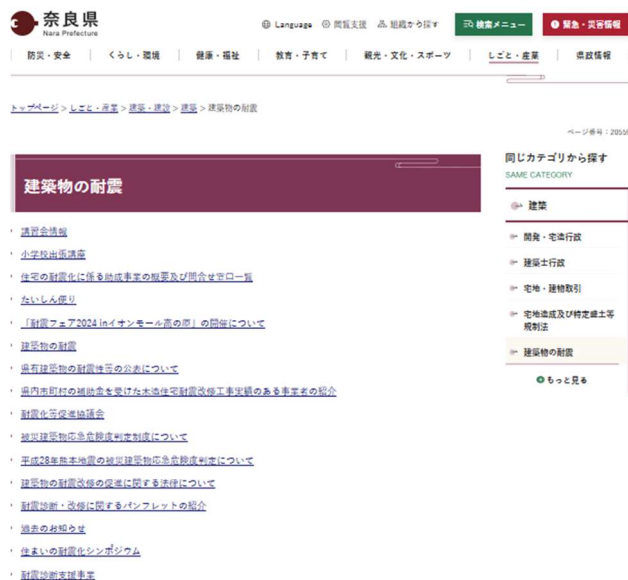 奈良県
Nara Prefecture
Language 閲覧支援 組織から探す 検索メニュー 緊急・災害情報
防災・安全 くらし・環境 健康・福祉 教育・子育て 観光・文化・スポーツ しごと・産業 県政情報
トップページ > しごと・産業 > 建築・建設 > 建築 > 建築物の耐震
ページ番号：20555
建築物の耐震
講習会情報
小学校出張講座
住宅の耐震化に係る助成事業の概要及び問合せ窓口一覧
たいしん便り
「耐震フェア2024 inイオンモール高の原」の開催について
建築物の耐震
県有建築物の耐震性等の公表について
県内市町村の補助金を受けた木造住宅耐震改修工事実績のある事業者の紹介
耐震化等促進協議会
被災建築物応急危険度判定制度について
平成28年熊本地震の被災建築物応急危険度判定について
建築物の耐震改修の促進に関する法律について
耐震診断・改修に関するパンフレットの紹介
過去のお知らせ
住まいの耐震化シンポジウム
耐震診断支援事業
同じカテゴリから探す
SAME CATEGORY
建築
開発・宅造行政
建築士行政
宅地・建物取引
宅地造成及び特定盛土等
規制法
建築物の耐震
もっと見る